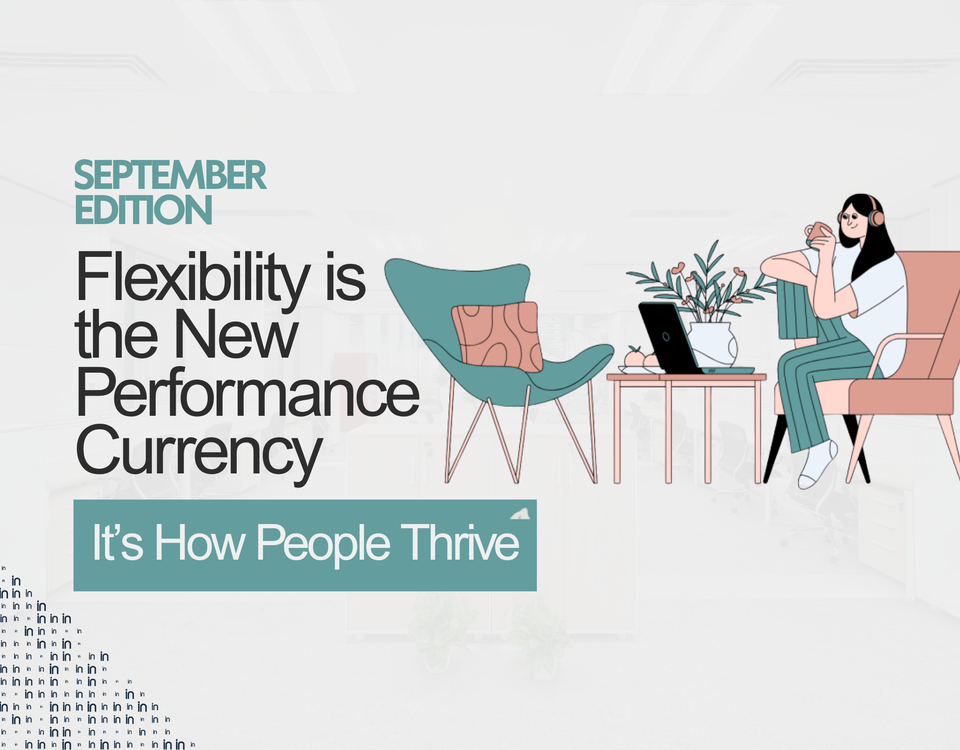 SEPTEMBER
EDITION
Flexibility is
the New
Performance
Currency
It's How People Thrive